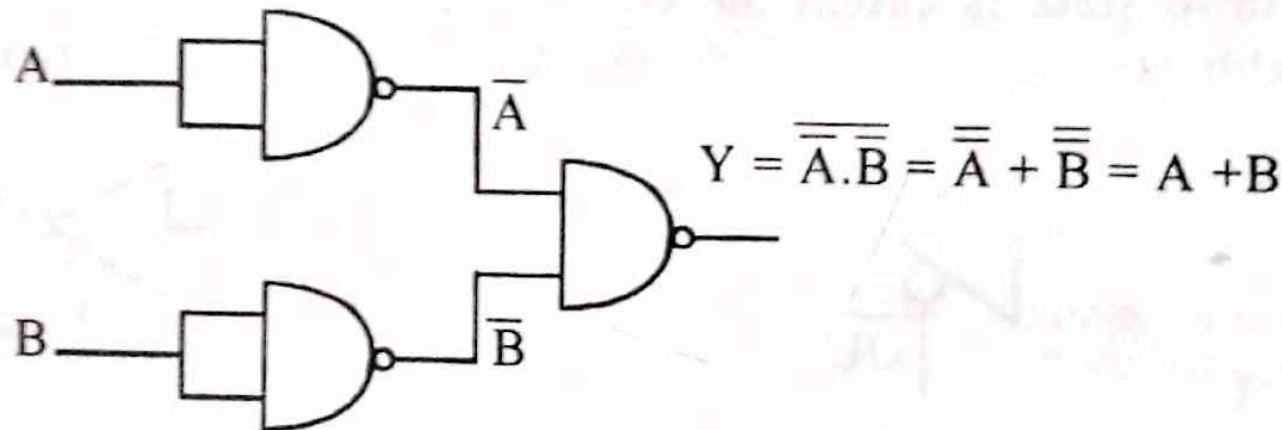 A
A̅
Y = \overline{\overline{A}.\overline{B}} = \overline{\overline{A}} + \overline{\overline{B}} = A +B
B
B̅